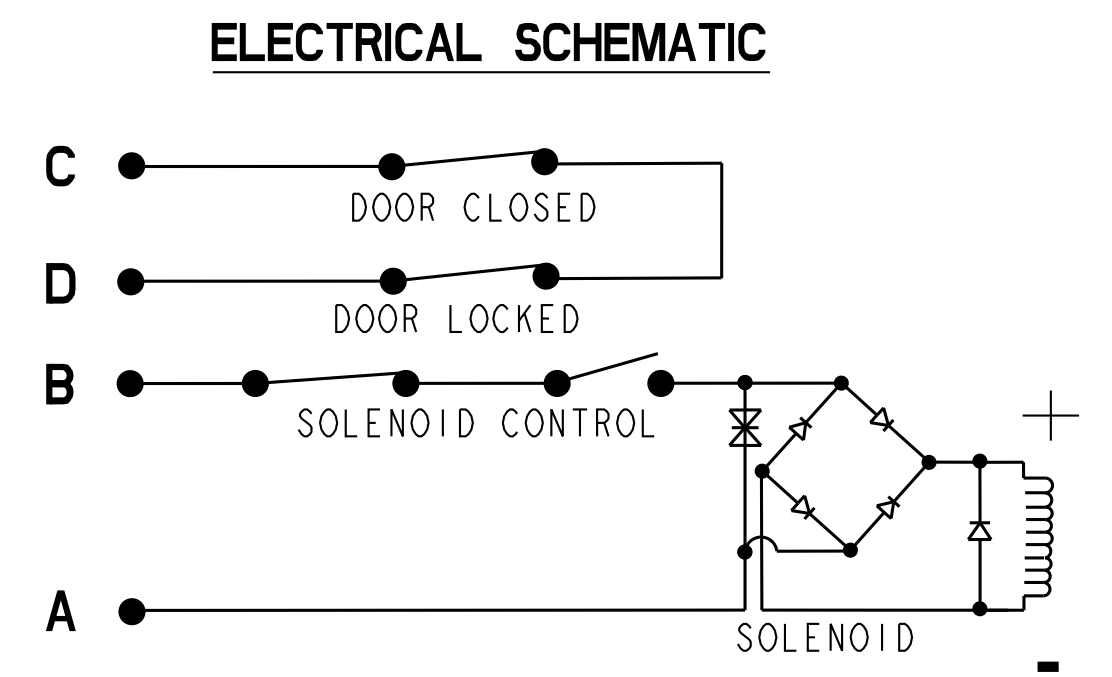 ELECTRICAL SCHEMATIC
C
DOOR CLOSED
D
DOOR LOCKED
B
SOLENOID CONTROL
+
A
SOLENOID
-